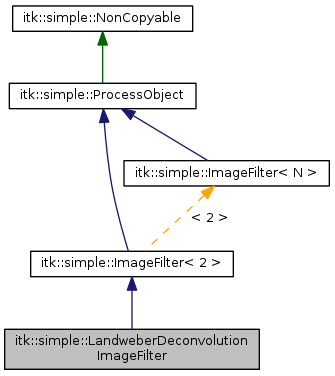 itk::simple::NonCopyable
itk::simple::ProcessObject
itk::simple::ImageFilter< N >
< 2 >
itk::simple::ImageFilter< 2 >
itk::simple::LandweberDeconvolution
ImageFilter